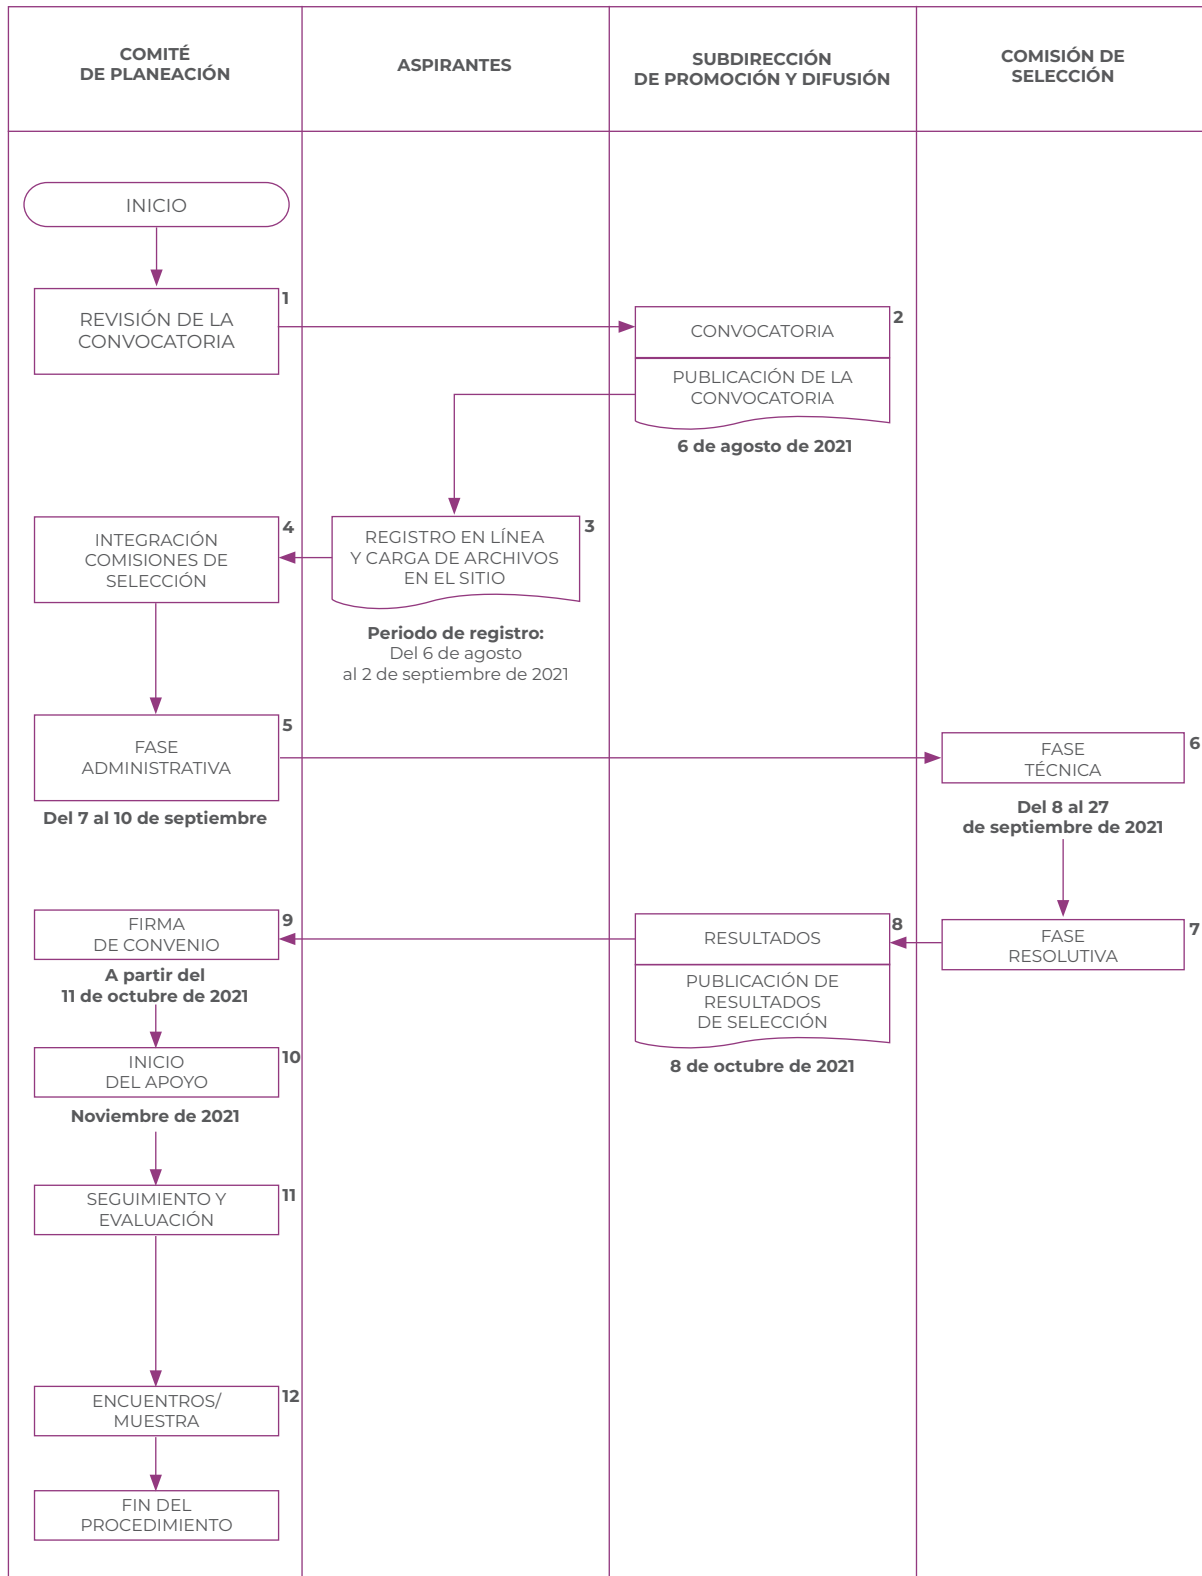 COMITÉ
DE PLANEACIÓN
ASPIRANTES
SUBDIRECCIÓN
DE PROMOCIÓN Y DIFUSIÓN
COMISIÓN DE
SELECCIÓN
INICIO
1
REVISIÓN DE LA
CONVOCATORIA
2
CONVOCATORIA
PUBLICACIÓN DE LA
CONVOCATORIA
6 de agosto de 2021
3
REGISTRO EN LÍNEA
Y CARGA DE ARCHIVOS
EN EL SITIO
Periodo de registro:
Del 6 de agosto
al 2 de septiembre de 2021
4
INTEGRACIÓN
COMISIONES DE
SELECCIÓN
5
FASE
ADMINISTRATIVA
Del 7 al 10 de septiembre
6
FASE
TÉCNICA
Del 8 al 27
de septiembre de 2021
7
FASE
RESOLUTIVA
8
RESULTADOS
PUBLICACIÓN DE
RESULTADOS
DE SELECCIÓN
8 de octubre de 2021
9
FIRMA
DE CONVENIO
A partir del
11 de octubre de 2021
10
INICIO
DEL APOYO
Noviembre de 2021
11
SEGUIMIENTO Y
EVALUACIÓN
12
ENCUENTROS/
MUESTRA
FIN DEL
PROCEDIMIENTO